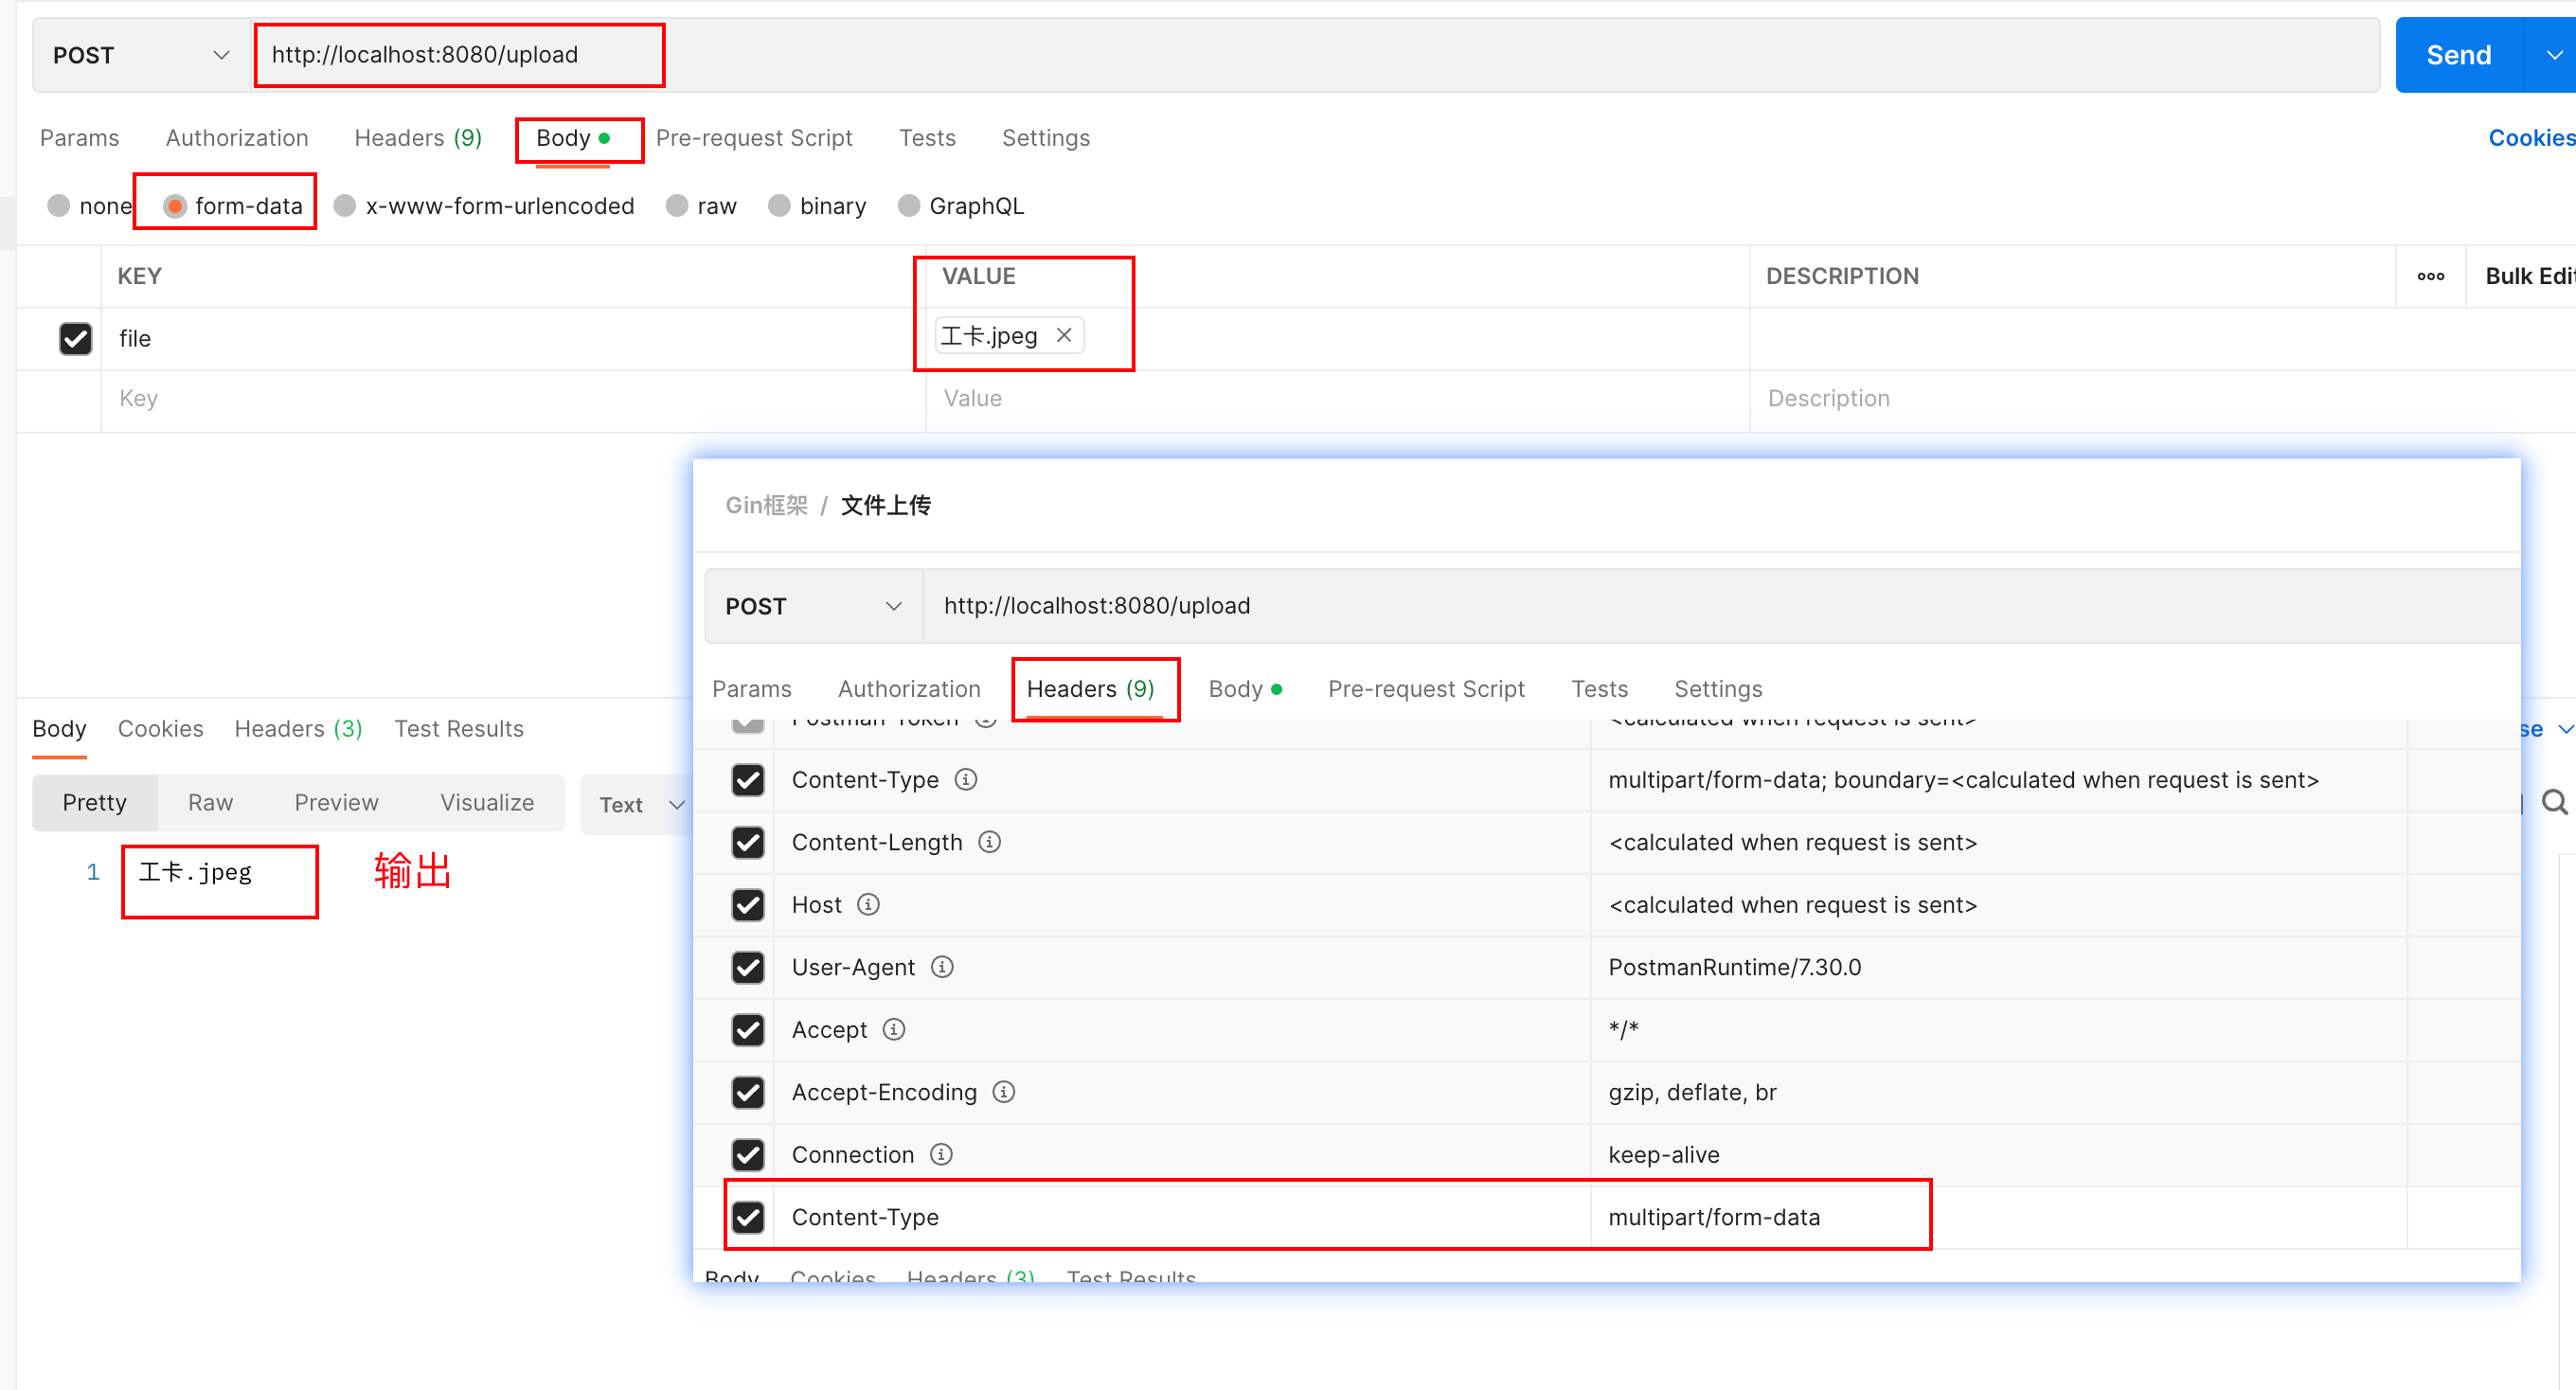 POST http://localhost:8080/upload Send
Params Authorization Headers (9) Body Pre-request Script Tests Settings Cookies
none form-data x-www-form-urlencoded raw binary GraphQL
KEY VALUE DESCRIPTION ooo Bulk Edit
file 工卡.jpeg
Key Value Description
Gin框架 / 文件上传
POST http://localhost:8080/upload
Params Authorization Headers (9) Body Pre-request Script Tests Settings
Postman-Token <calculated when request is sent>
Content-Type multipart/form-data; boundary=<calculated when request is sent>
Content-Length <calculated when request is sent>
Host <calculated when request is sent>
User-Agent PostmanRuntime/7.30.0
Accept */*
Accept-Encoding gzip, deflate, br
Connection keep-alive
Content-Type multipart/form-data
Body Cookies Headers (3) Test Results
Body Cookies Headers (3) Test Results
Pretty Raw Preview Visualize Text
1 工卡.jpeg 输出